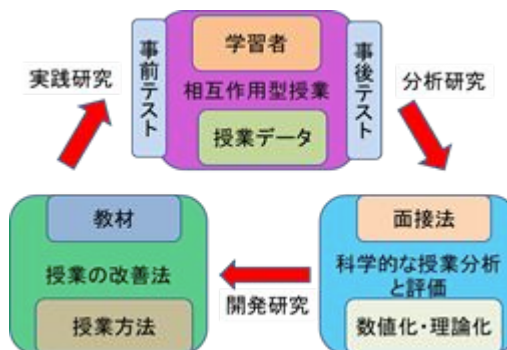 学習者
事前テスト
相互作用型授業
事後テスト
授業データ
実践研究
分析研究
教材
授業の改善法
授業方法
開発研究
面接法
科学的な授業分析
と評価
数値化・理論化